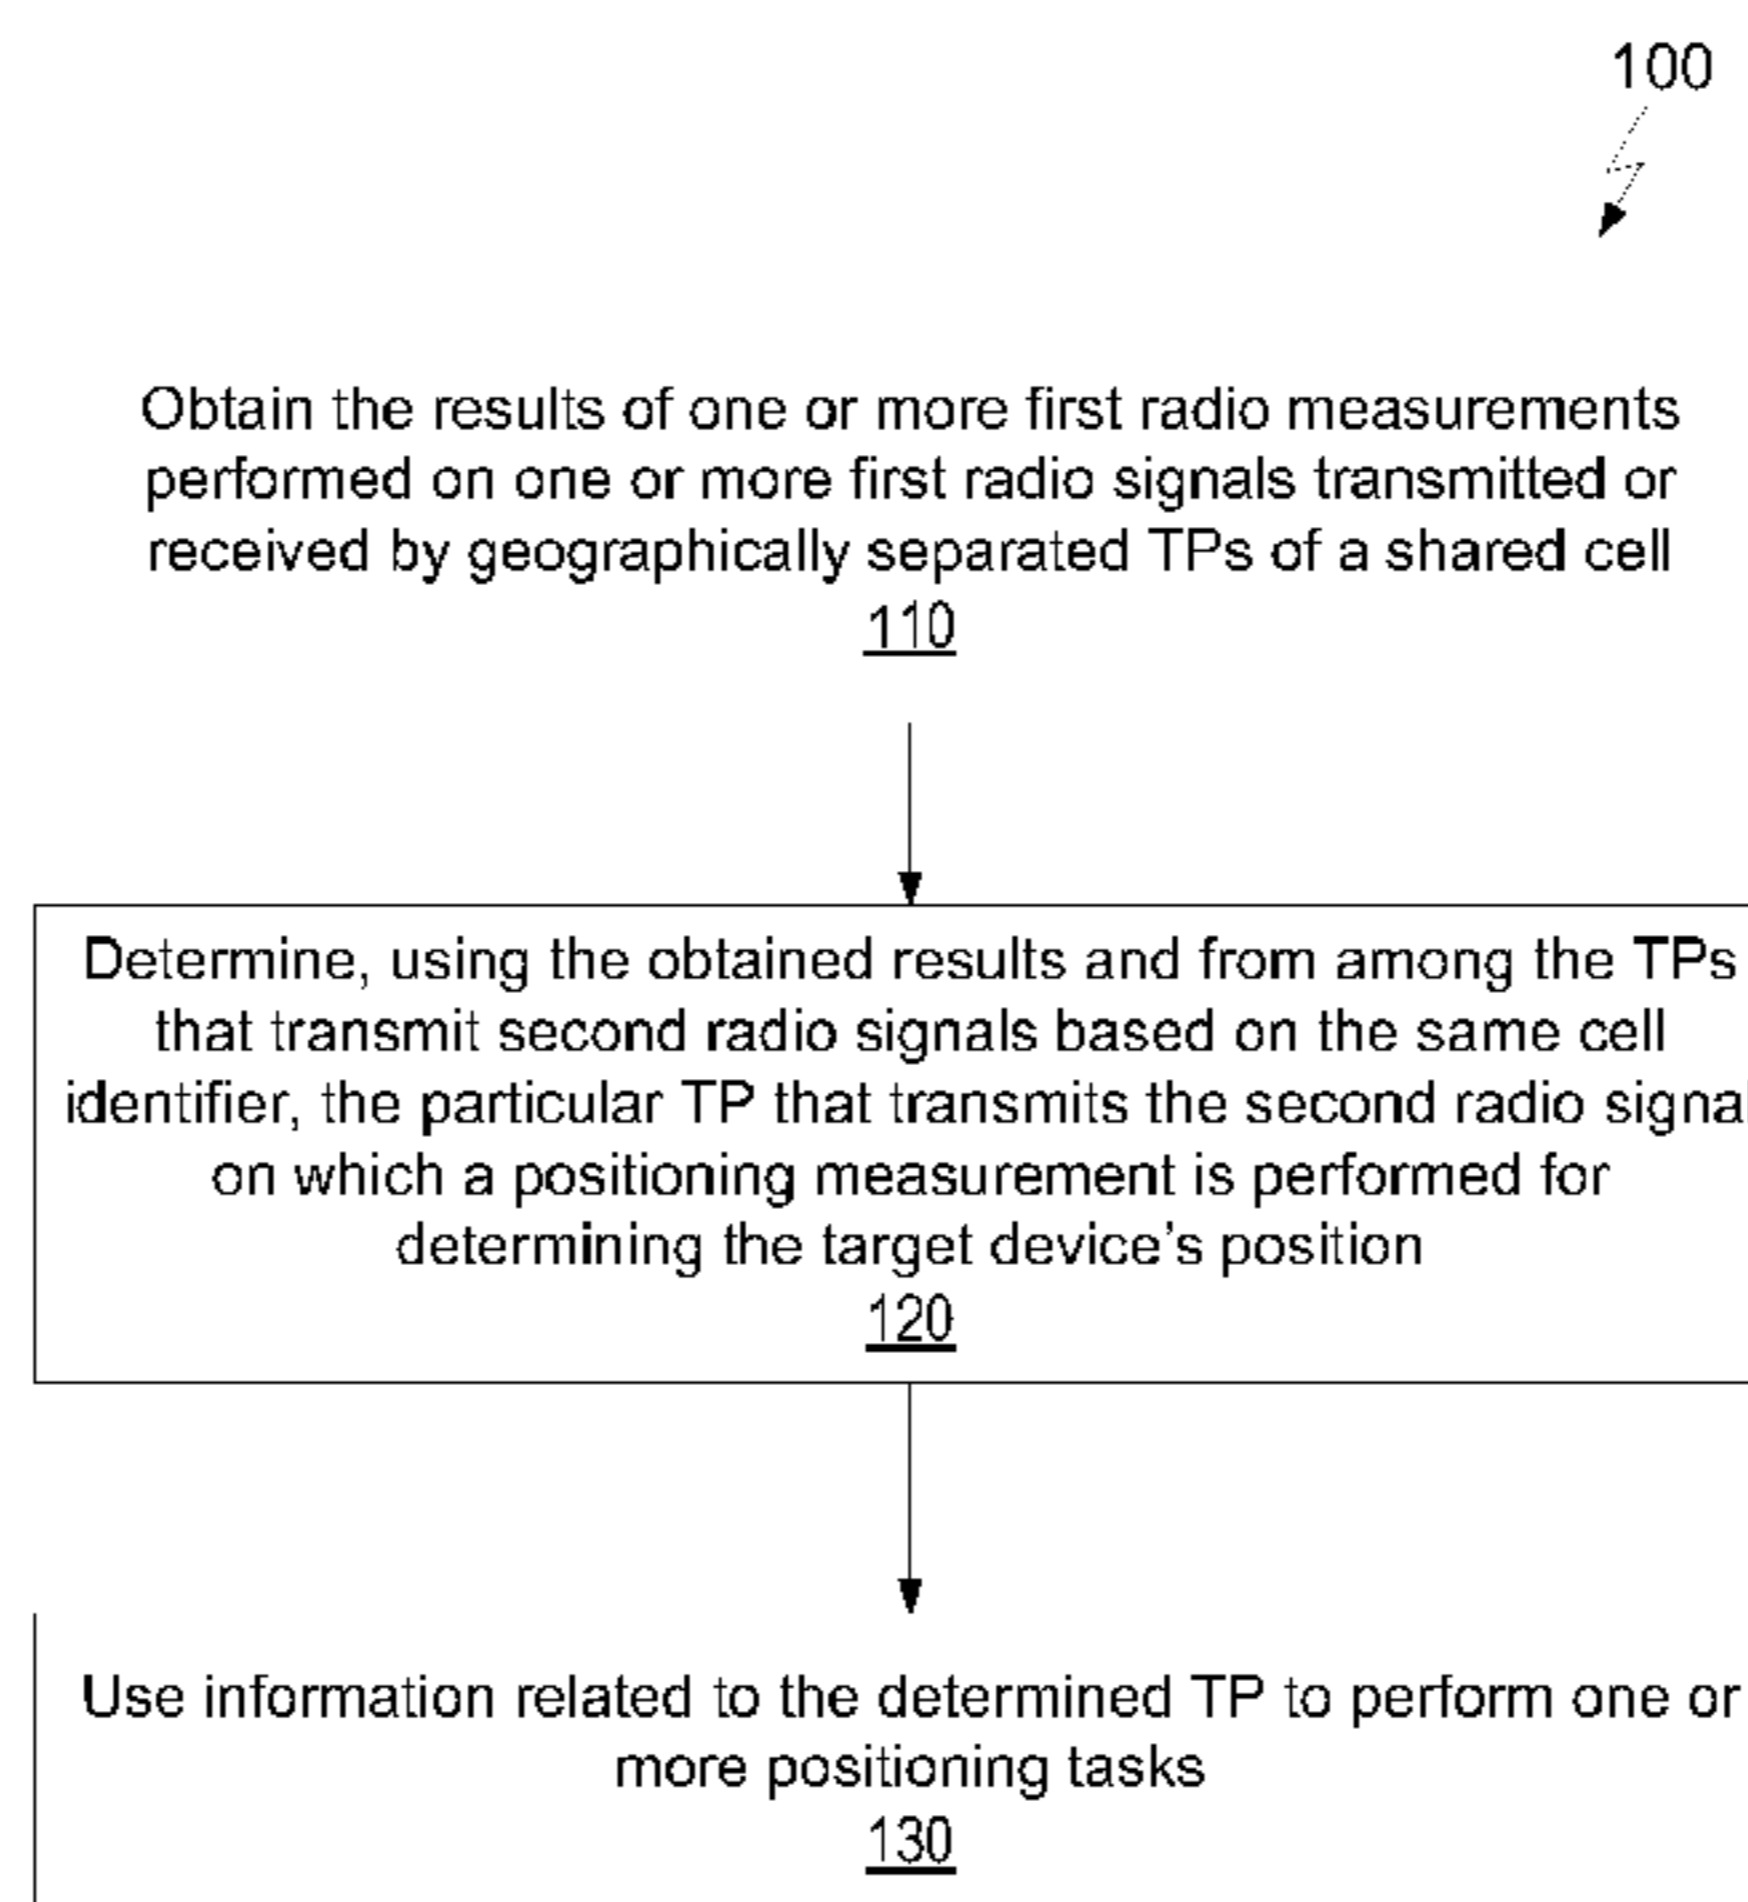 100
Obtain the results of one or more first radio measurements
performed on one or more first radio signals transmitted or
received by geographically separated TPs of a shared cell
110
Determine, using the obtained results and from among the TPs
that transmit second radio signals based on the same cell
identifier, the particular TP that transmits the second radio signal
on which a positioning measurement is performed for
determining the target device's position
120
Use information related to the determined TP to perform one or
more positioning tasks
130